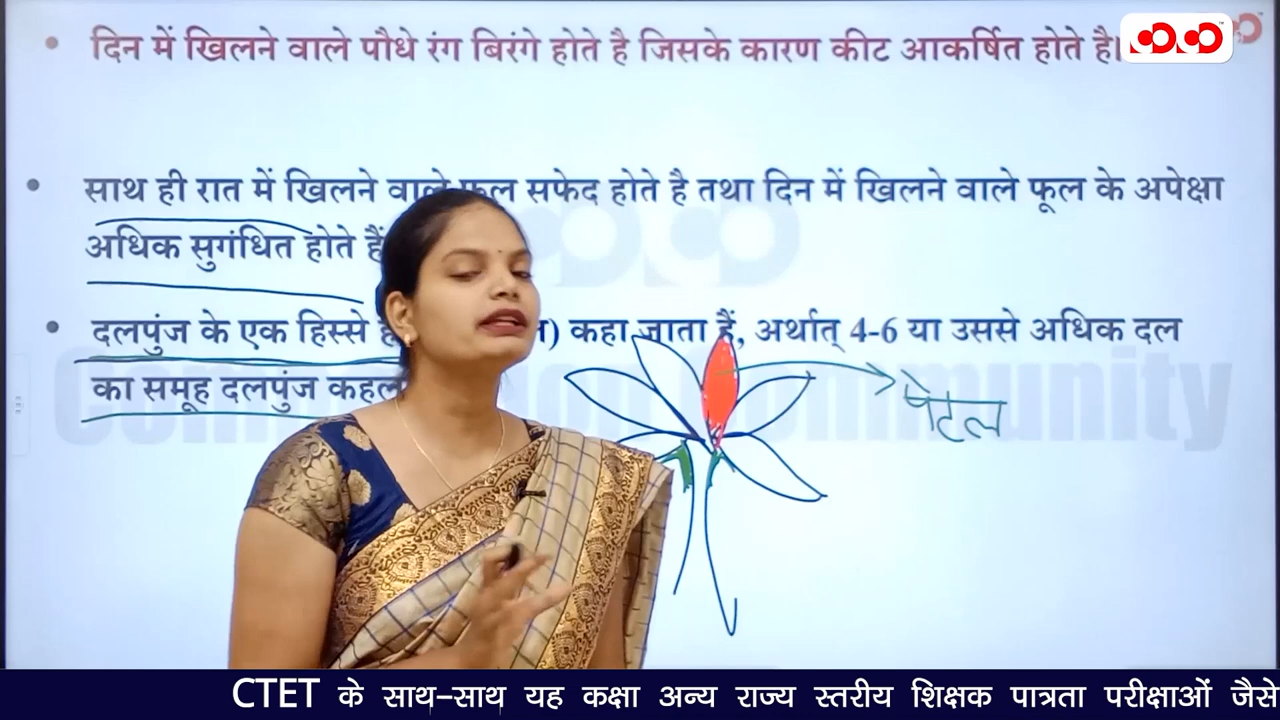 दिन में खिलने वाले पौधे रंग बिरंगे होते है जिसके कारण कीट आकर्षित होते है।
साथ ही रात में खिलने वाले फूल सफेद होते है तथा दिन में खिलने वाले फूल के अपेक्षा
अधिक सुगंधित होते हैं
दलपुंज के एक हिस्से कहा जाता हैं, अर्थात् 4-6 या उससे अधिक दल
का समूह दलपुंज
पेटल
Community
CTET के साथ-साथ यह कक्षा अन्य राज्य स्तरीय शिक्षक पात्रता परीक्षाओं जैसे